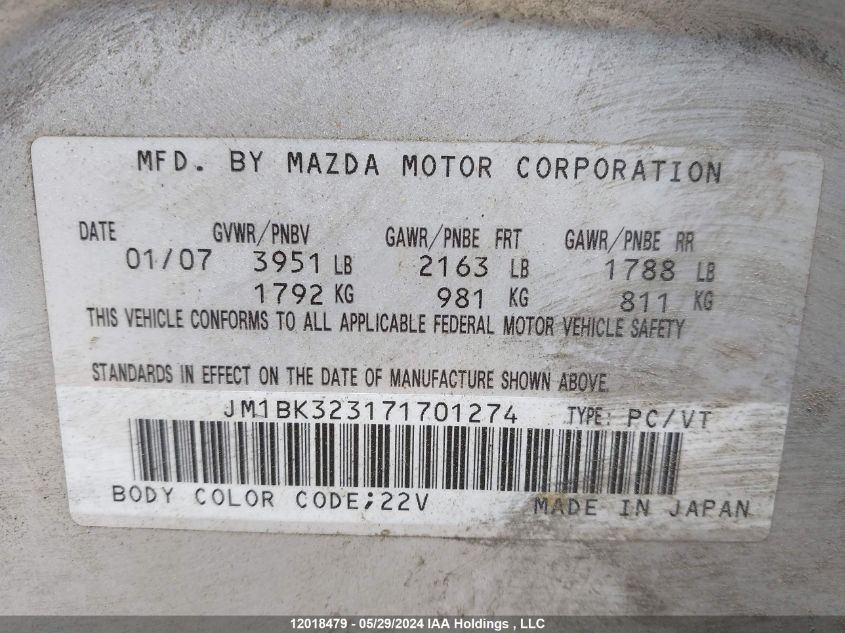 MFD. BY MAZDA MOTOR CORPORATION
DATE GVWR/PNBV GAWR/PNBE FRT GAWR/PNBE RR
01/07 3951 LB 2163 LB 1788 LB
1792 KG 981 KG 811 KG
THIS VEHICLE CONFORMS TO ALL APPLICABLE FEDERAL MOTOR VEHICLE SAFETY
STANDARDS IN EFFECT ON THE DATE OF MANUFACTURE SHOWN ABOVE.
JM1BK323171701274 TYPE: PC/VT
BODY COLOR CODE;22V MADE IN JAPAN
12018479 - 05/29/2024 IAA Holdings , LLC